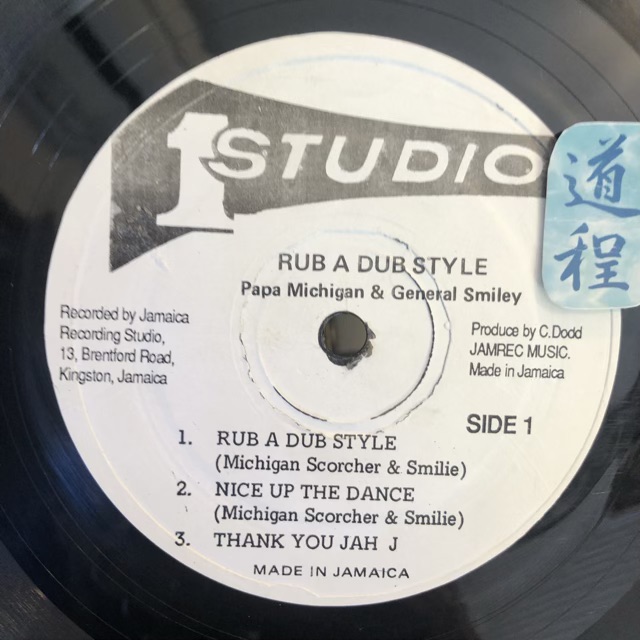 1 STUDIO
道程
RUB A DUB STYLE
Papa Michigan & General Smiley
Recorded by Jamaica
Recording Studio,
13, Brentford Road,
Kingston, Jamaica
Produce by C.Dodd
JAMREC MUSIC.
Made in Jamaica
SIDE 1
1. RUB A DUB STYLE
(Michigan Scorcher & Smilie)
2. NICE UP THE DANCE
(Michigan Scorcher & Smilie)
3. THANK YOU JAH J
MADE IN JAMAICA